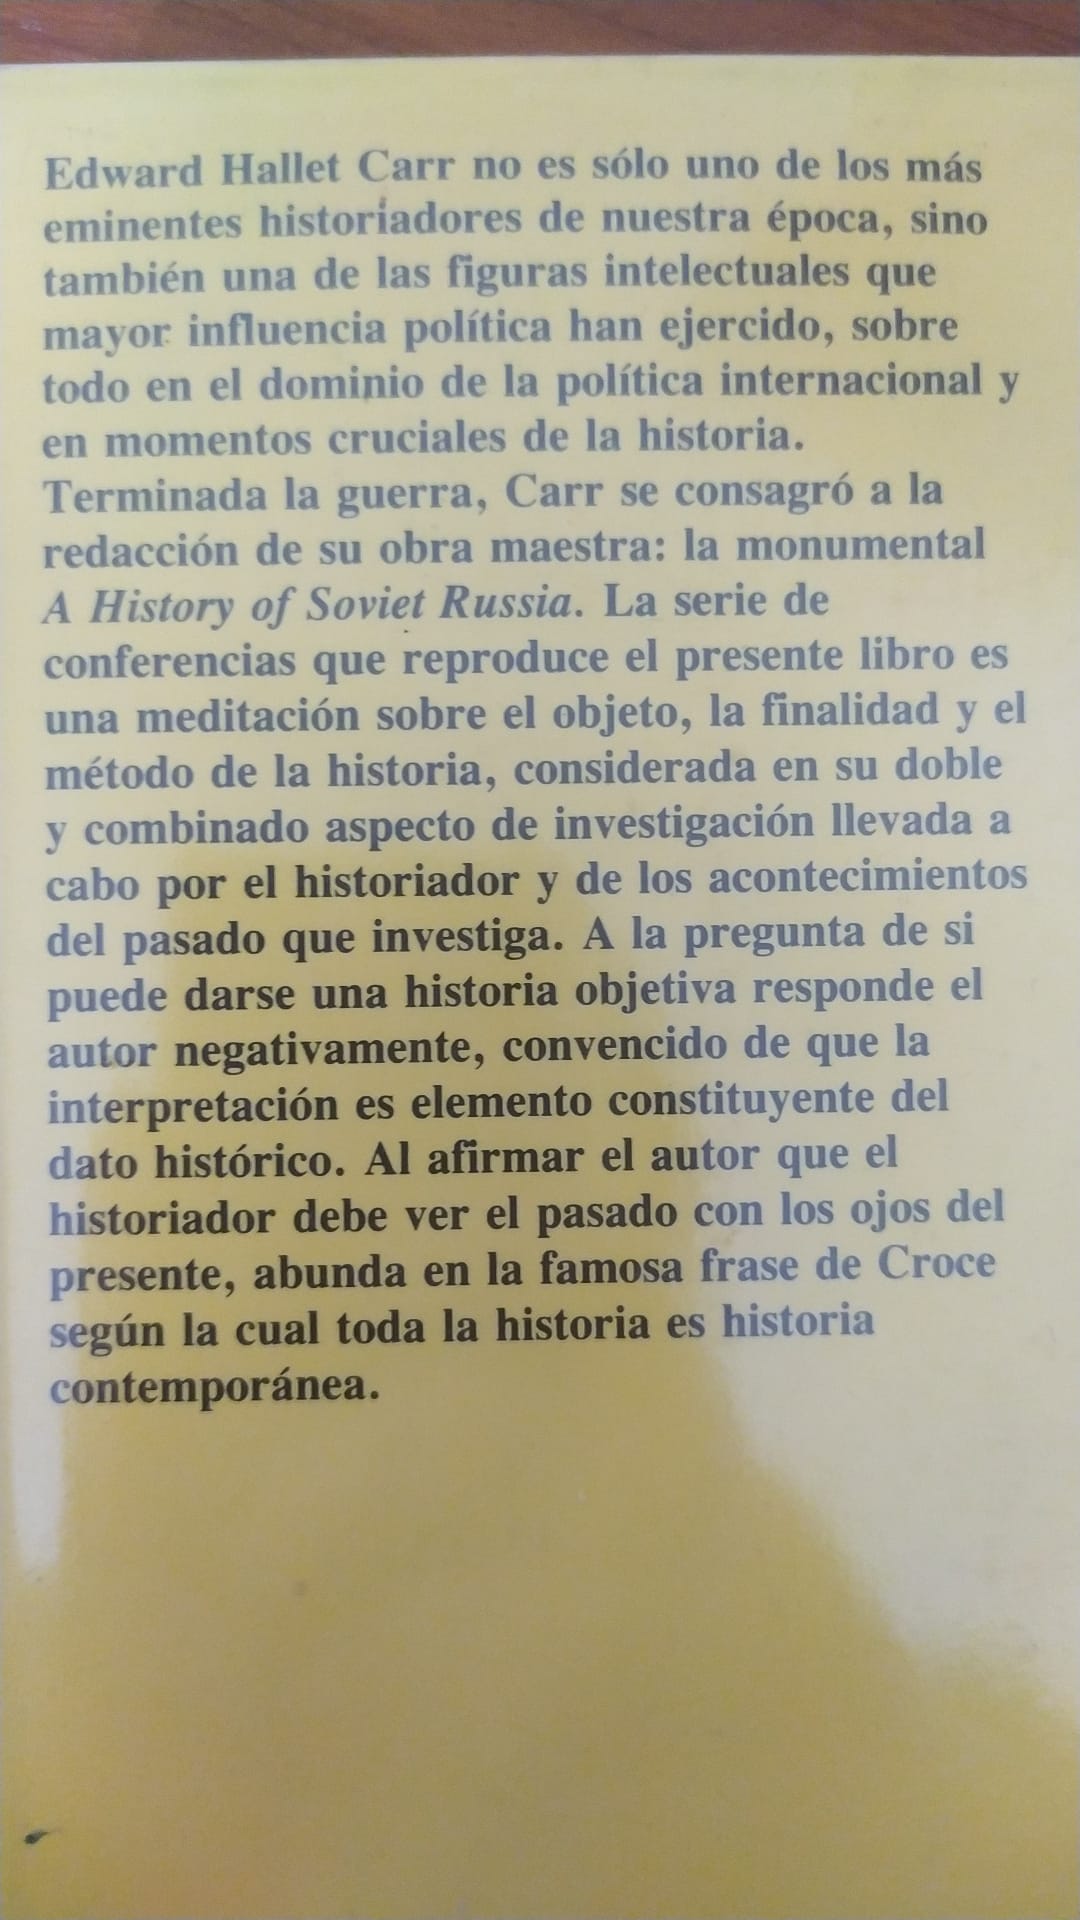 Edward Hallet Carr no es sólo uno de los más
eminentes historiadores de nuestra época, sino
también una de las figuras intelectuales que
mayor influencia política han ejercido, sobre
todo en el dominio de la política internacional y
en momentos cruciales de la historia.
Terminada la guerra, Carr se consagró a la
redacción de su obra maestra: la monumental
A History of Soviet Russia. La serie de
conferencias que reproduce el presente libro es
una meditación sobre el objeto, la finalidad y el
método de la historia, considerada en su doble
y combinado aspecto de investigación llevada a
cabo por el historiador y de los acontecimientos
del pasado que investiga. A la pregunta de si
puede darse una historia objetiva responde el
autor negativamente, convencido de que la
interpretación es elemento constituyente del
dato histórico. Al afirmar el autor que el
historiador debe ver el pasado con los ojos del
presente, abunda en la famosa frase de Croce
según la cual toda la historia es historia
contemporánea.